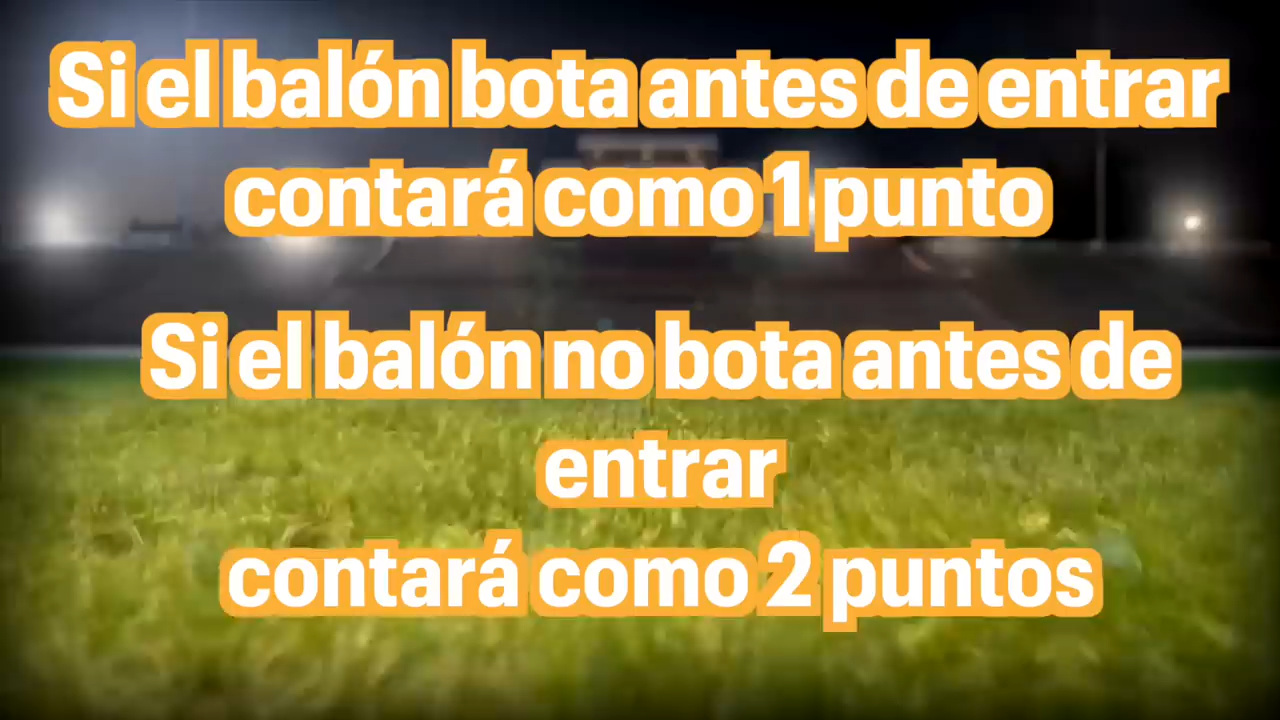 Si el balón bota antes de entrar
contará como 1 punto
Si el balón no bota antes de
entrar
contará como 2 puntos